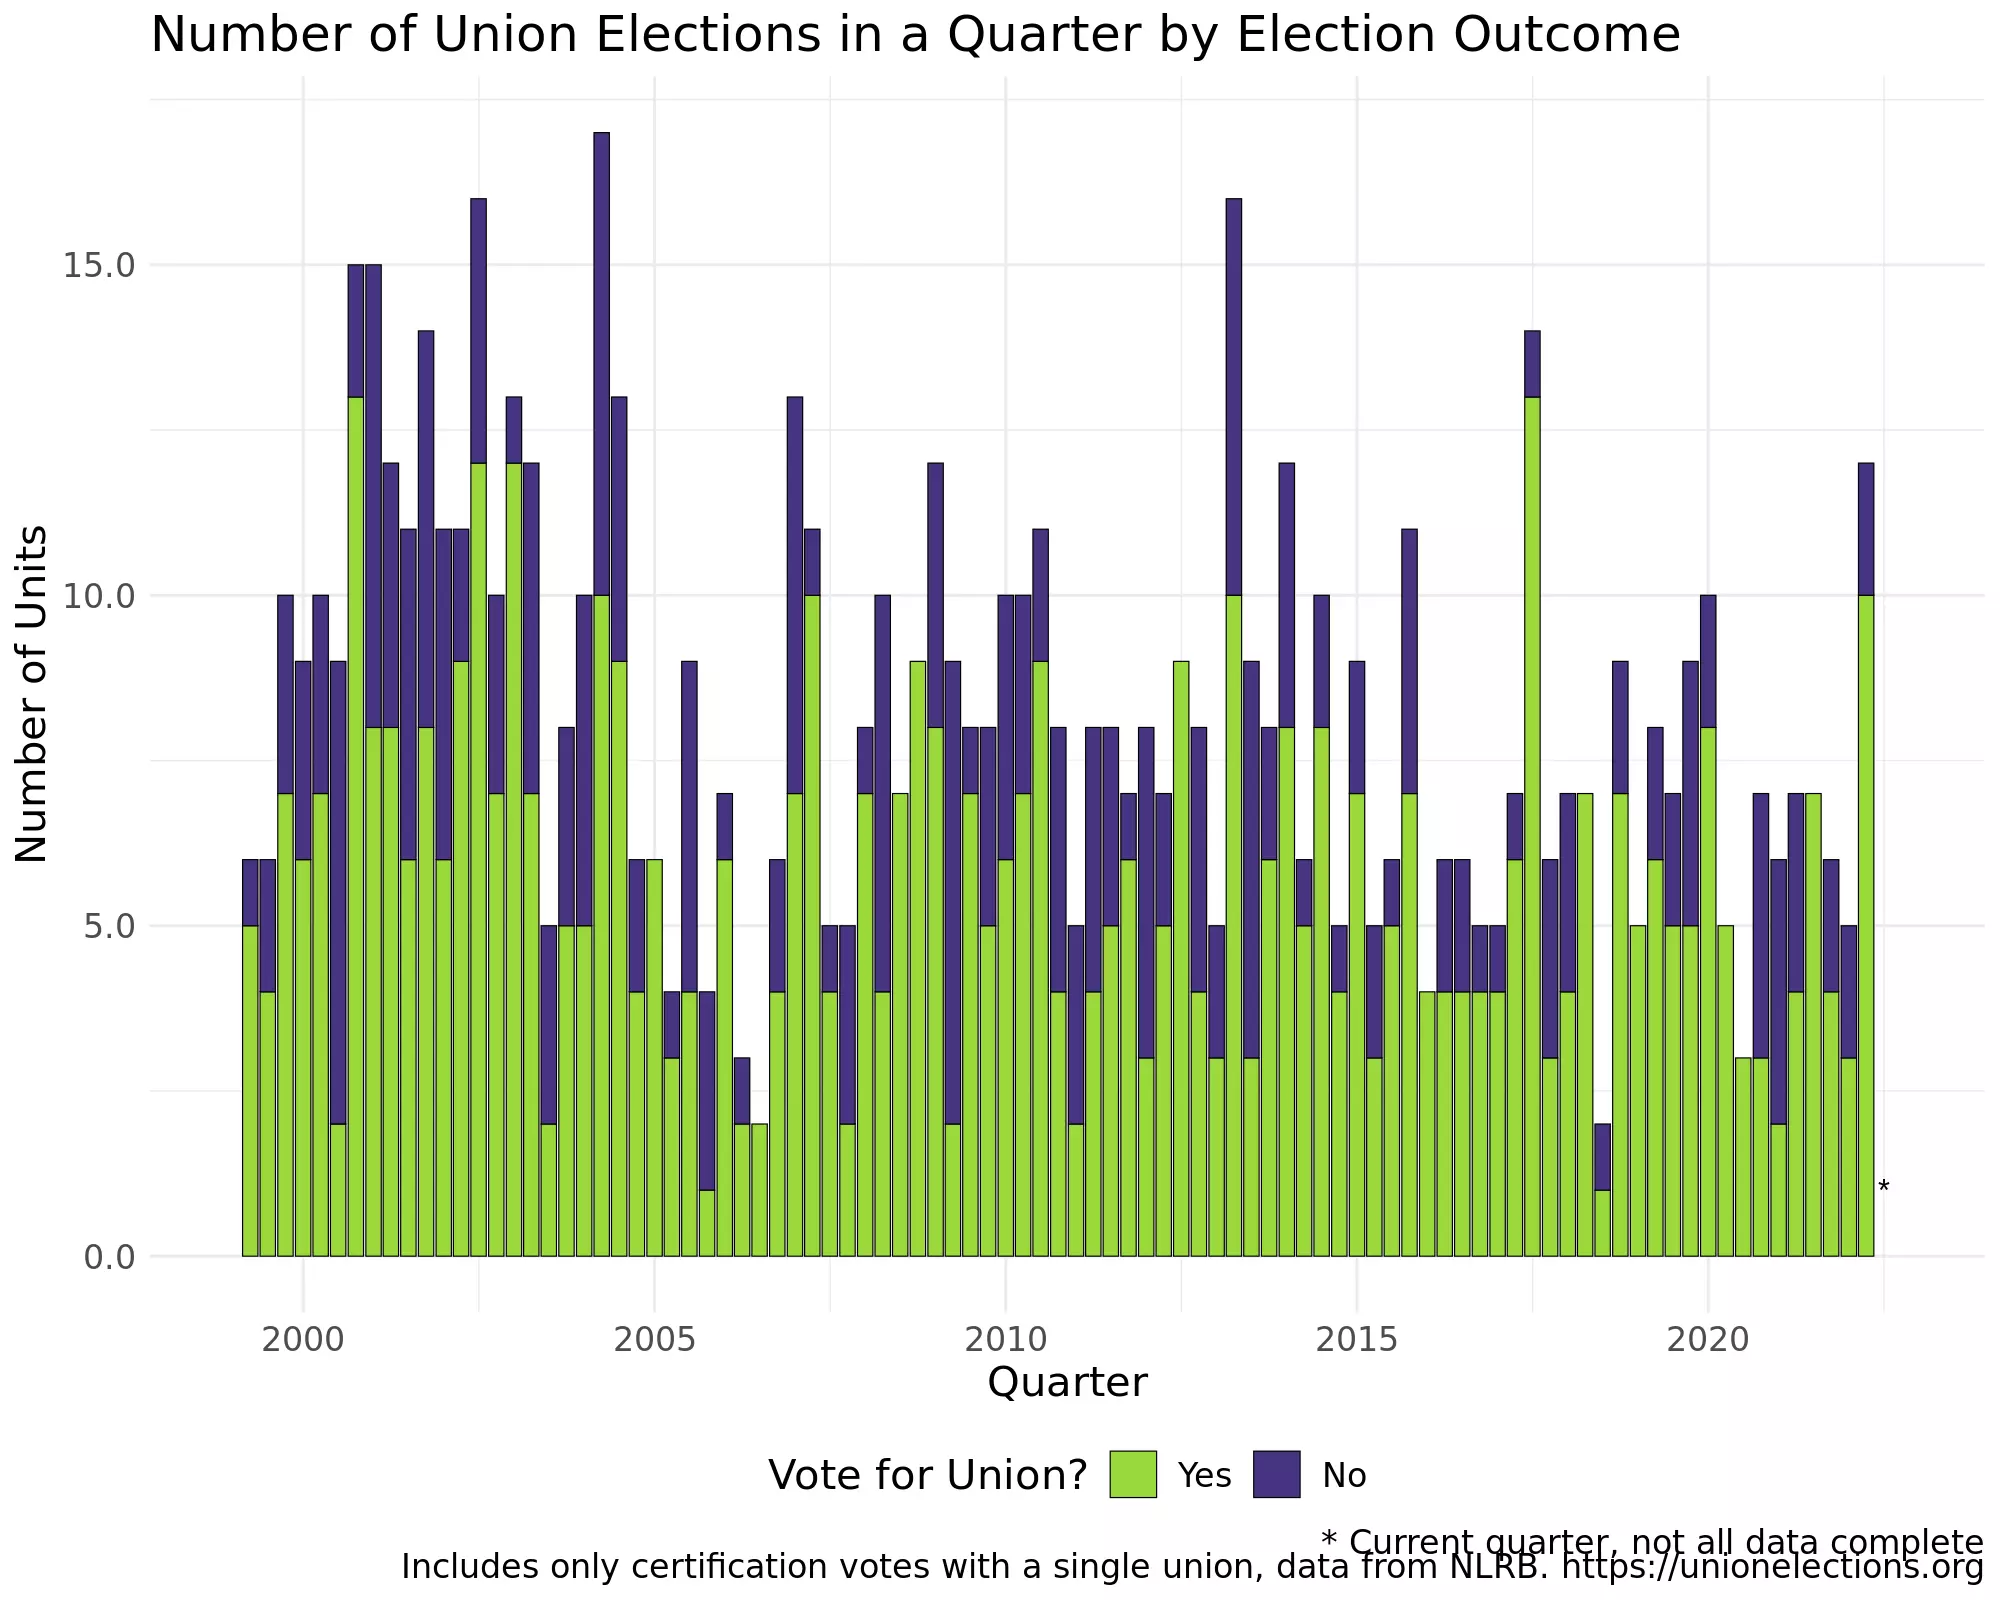 Number of Union Elections in a Quarter by Election Outcome
Number of Units
15.0
10.0
5.0
0.0
2000 2005 2010 2015 2020
*
Quarter
Vote for Union? Yes No
* Current quarter, not all data complete
Includes only certification votes with a single union, data from NLRB. https://unionelections.org